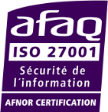 afaq
ISO 27001
Sécurité de
l'information
AFNOR CERTIFICATION